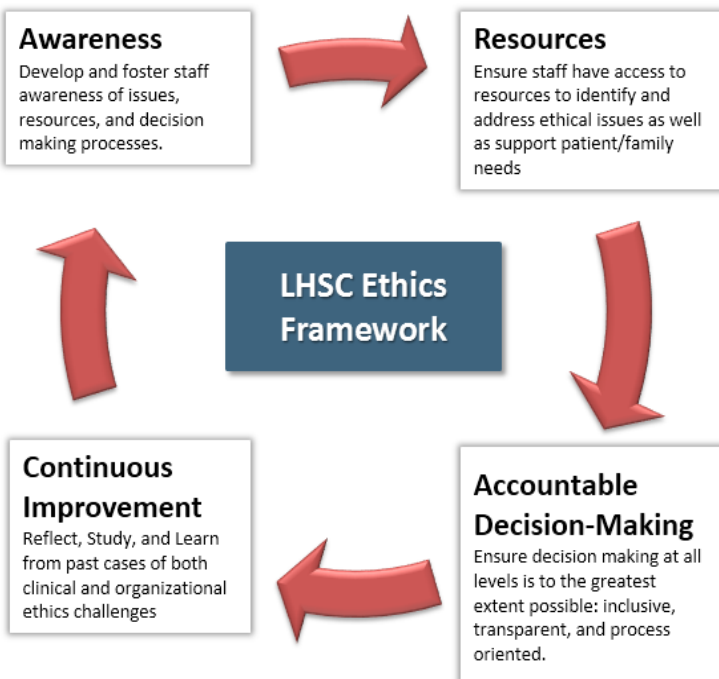 Awareness
Develop and foster staff
awareness of issues,
resources, and decision
making processes.
Resources
Ensure staff have access to
resources to identify and
address ethical issues as well
as support patient/family
needs
LHSC Ethics
Framework
Accountable
Decision-Making
Ensure decision making at all
levels is to the greatest
extent possible: inclusive,
transparent, and process
oriented.
Continuous
Improvement
Reflect, Study, and Learn
from past cases of both
clinical and organizational
ethics challenges